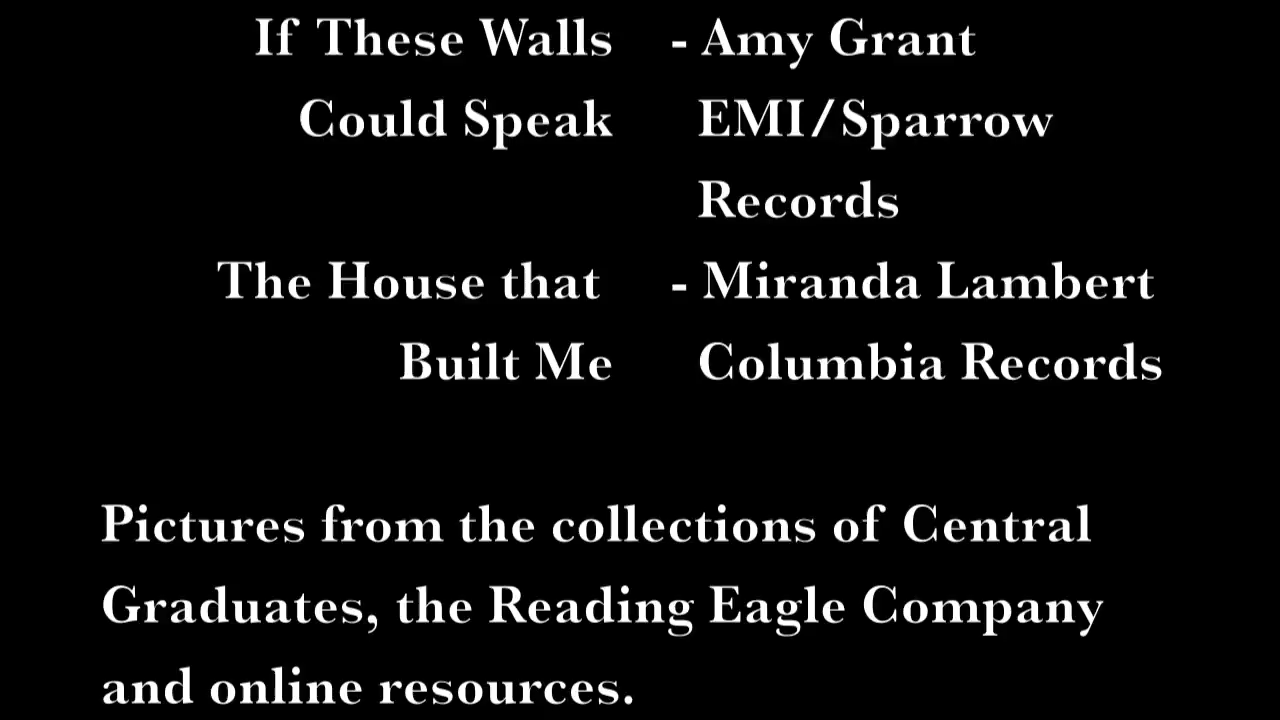 If These Walls - Amy Grant
Could Speak EMI/Sparrow
Records
The House that - Miranda Lambert
Built Me Columbia Records
Pictures from the collections of Central
Graduates, the Reading Eagle Company
and online resources.